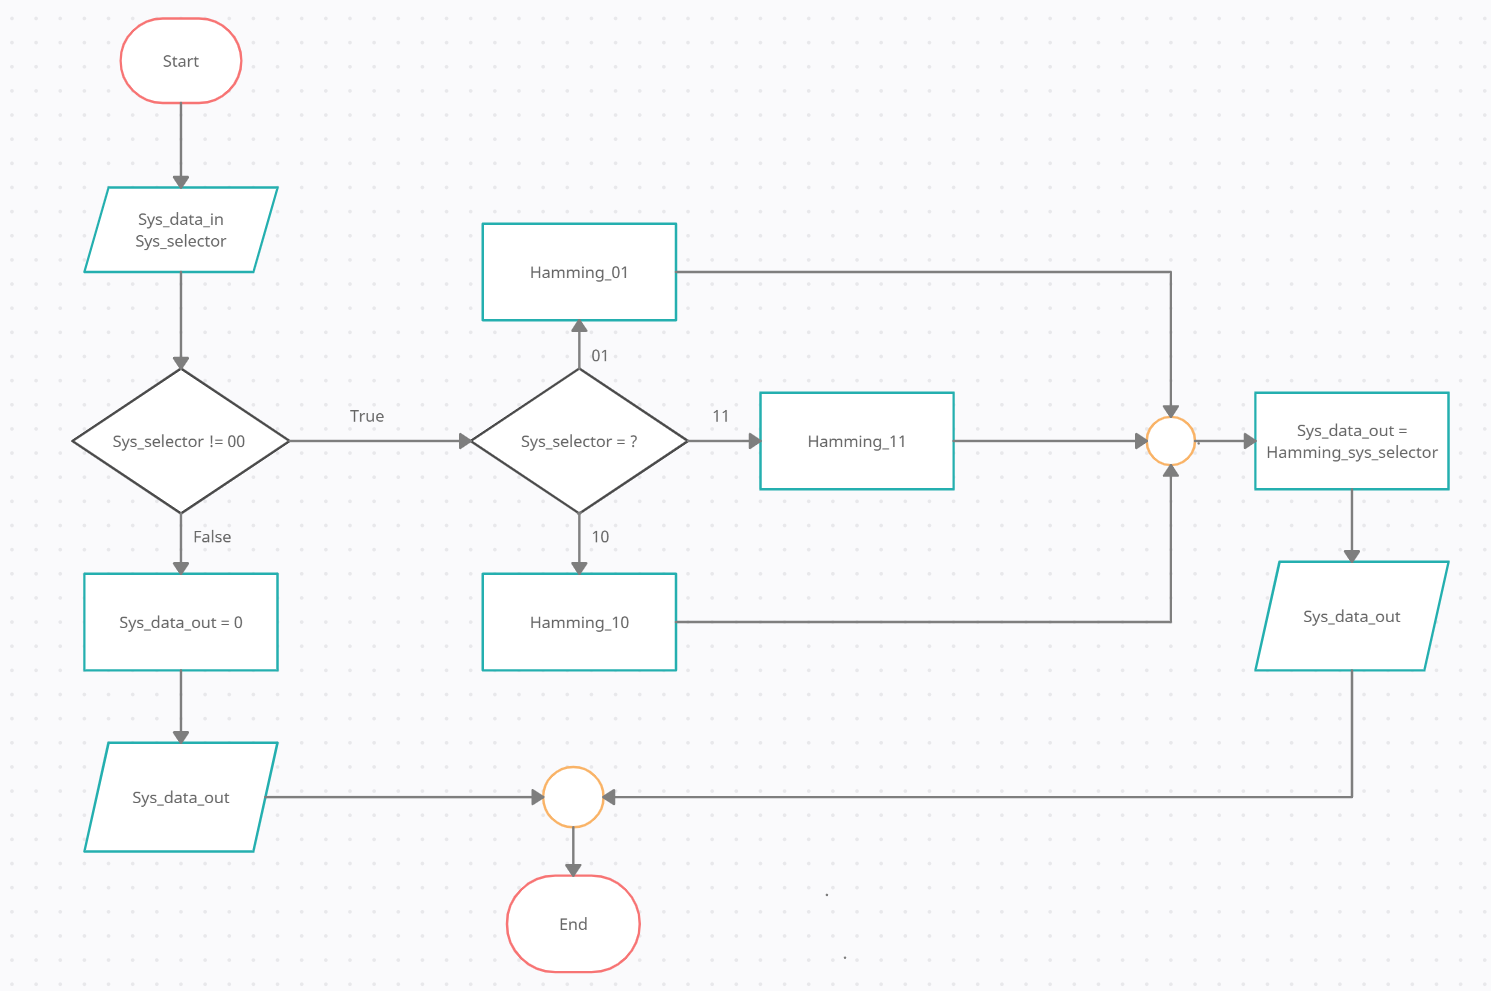 Start
Sys_data_in
Sys_selector
Sys_selector != 00
True
False
Sys_data_out = 0
Sys_data_out
Sys_selector = ?
01
Hamming_01
11
Hamming_11
10
Hamming_10
Sys_data_out =
Hamming_sys_selector
Sys_data_out
End